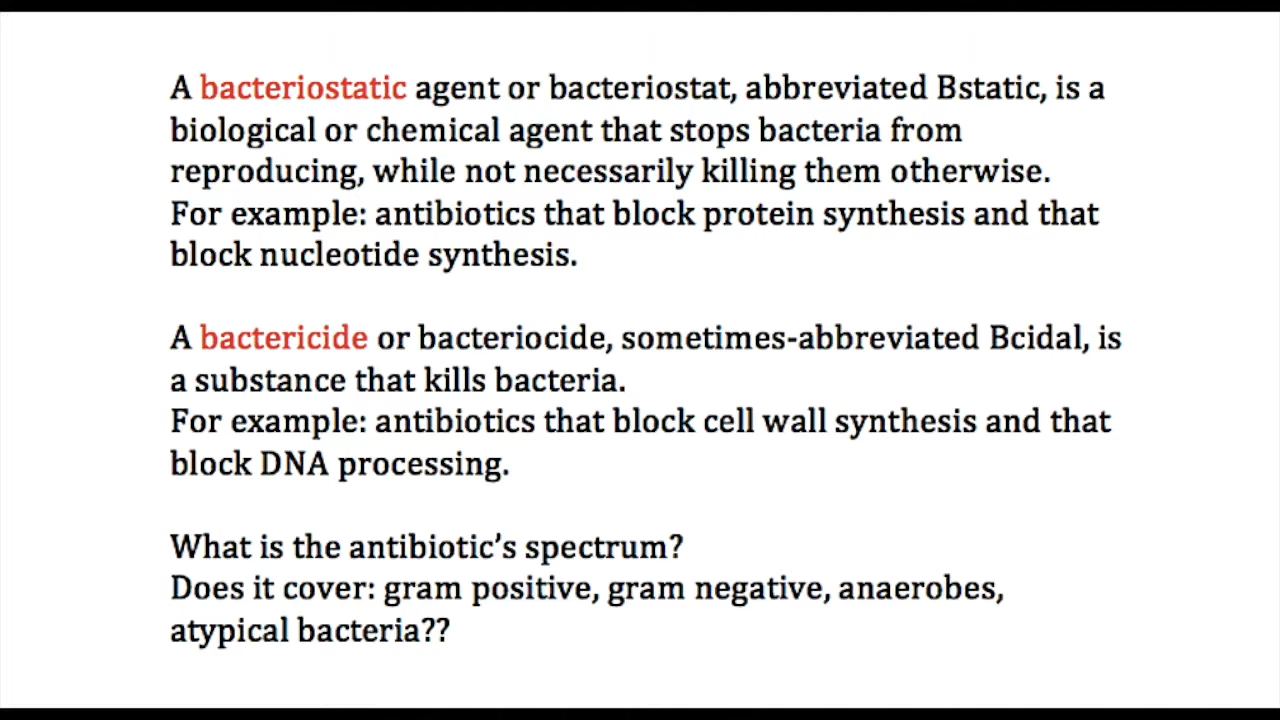 A bacteriostatic agent or bacteriostat, abbreviated Bstatic, is a
biological or chemical agent that stops bacteria from
reproducing, while not necessarily killing them otherwise.
For example: antibiotics that block protein synthesis and that
block nucleotide synthesis.
A bactericide or bacteriocide, sometimes-abbreviated Bcidal, is
a substance that kills bacteria.
For example: antibiotics that block cell wall synthesis and that
block DNA processing.
What is the antibiotic’s spectrum?
Does it cover: gram positive, gram negative, anaerobes,
atypical bacteria??